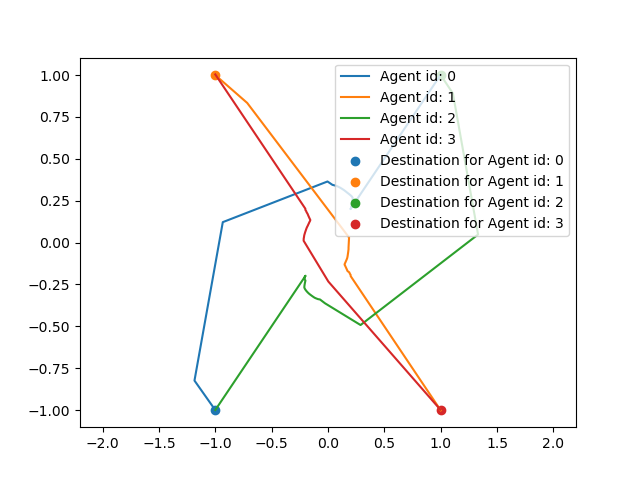 1.00
0.75
0.50
0.25
0.00
−0.25
−0.50
−0.75
−1.00
−2.0 −1.5 −1.0 −0.5 0.0 0.5 1.0 1.5 2.0
Agent id: 0
Agent id: 1
Agent id: 2
Agent id: 3
Destination for Agent id: 0
Destination for Agent id: 1
Destination for Agent id: 2
Destination for Agent id: 3